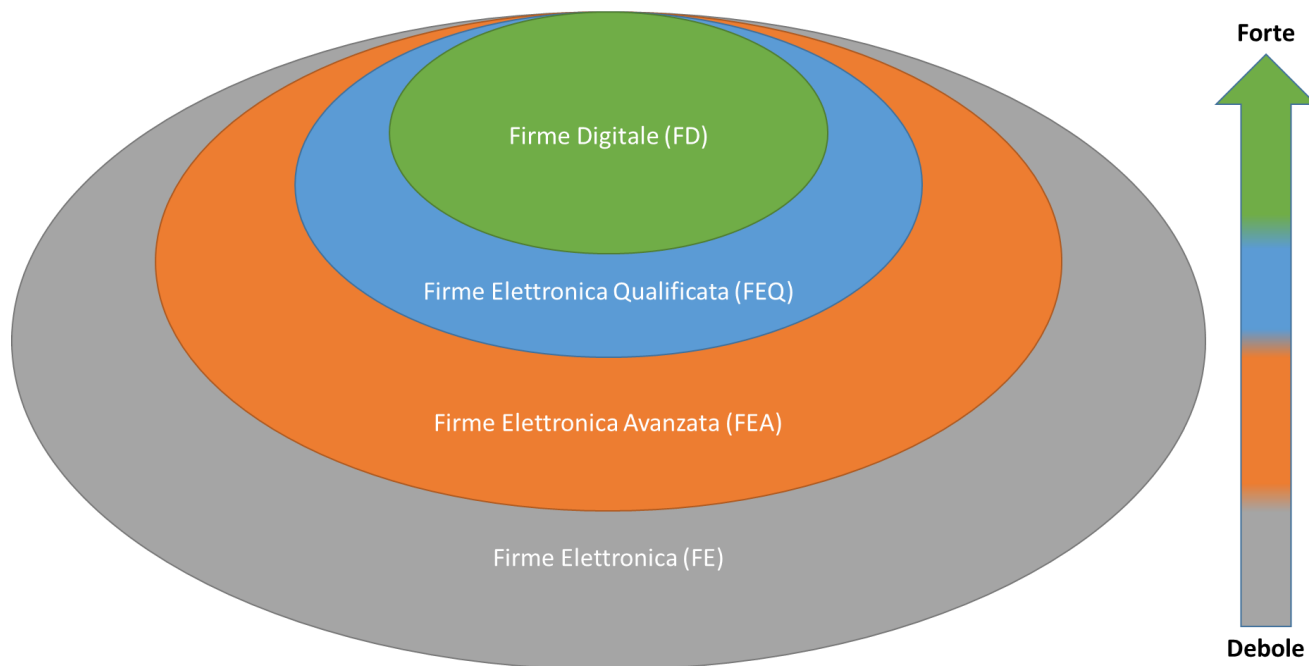 Forte
Firme Digitale (FD)
Firme Elettronica Qualificata (FEQ)
Firme Elettronica Avanzata (FEA)
Firme Elettronica (FE)
Debole